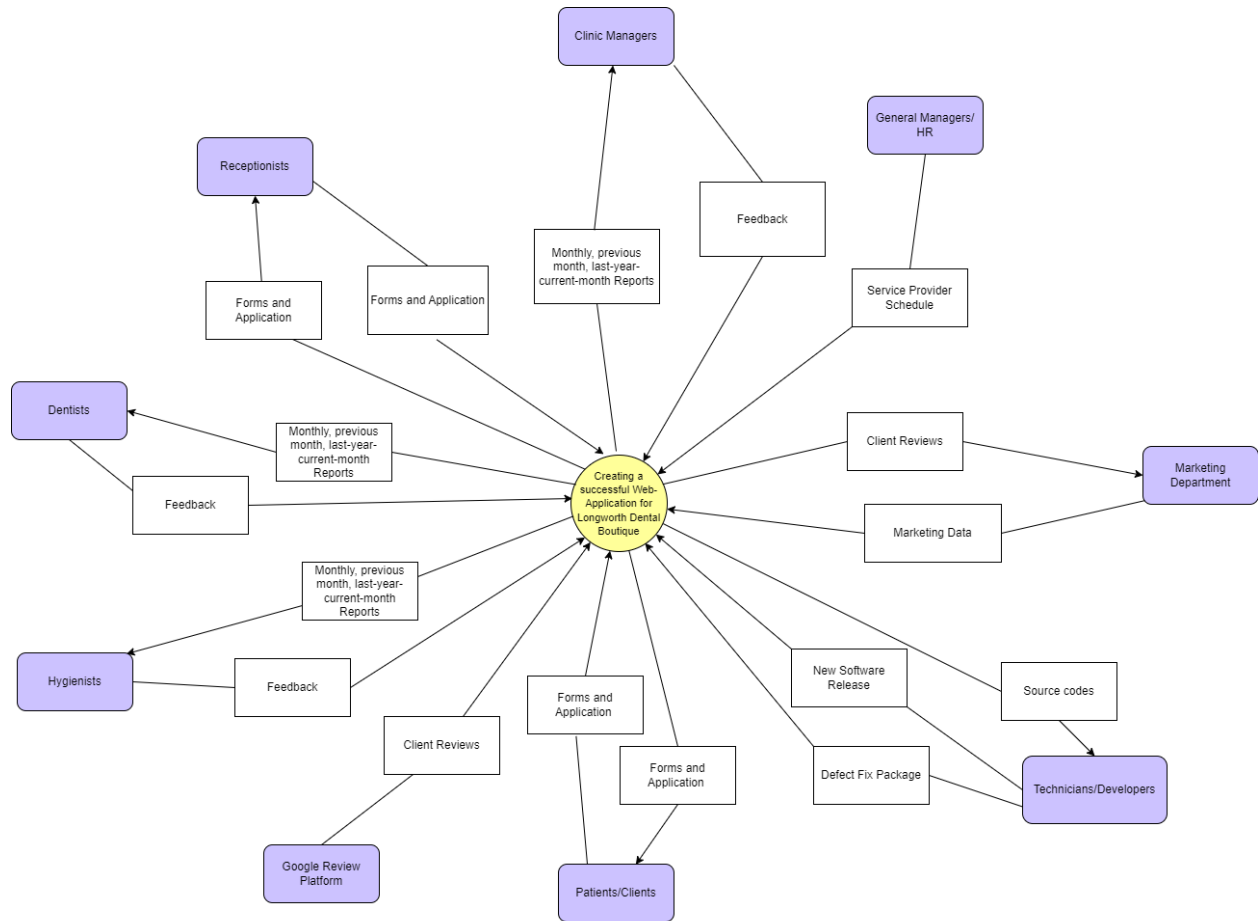 Clinic Managers
General Managers/
HR
Receptionists
Feedback
Monthly, previous
month, last-year-
current-month Reports
Forms and Application
Forms and
Application
Service Provider
Schedule
Dentists
Monthly, previous
month, last-year-
current-month
Reports
Client Reviews
Marketing
Department
Creating a
successful Web-
Application for
Longworth Dental
Boutique
Feedback
Marketing Data
Monthly, previous
month, last-year-
current-month
Reports
Hygienists
Feedback
New Software
Release
Source codes
Forms and
Application
Client Reviews
Forms and
Application
Defect Fix Package
Technicians/Developers
Google Review
Platform
Patients/Clients